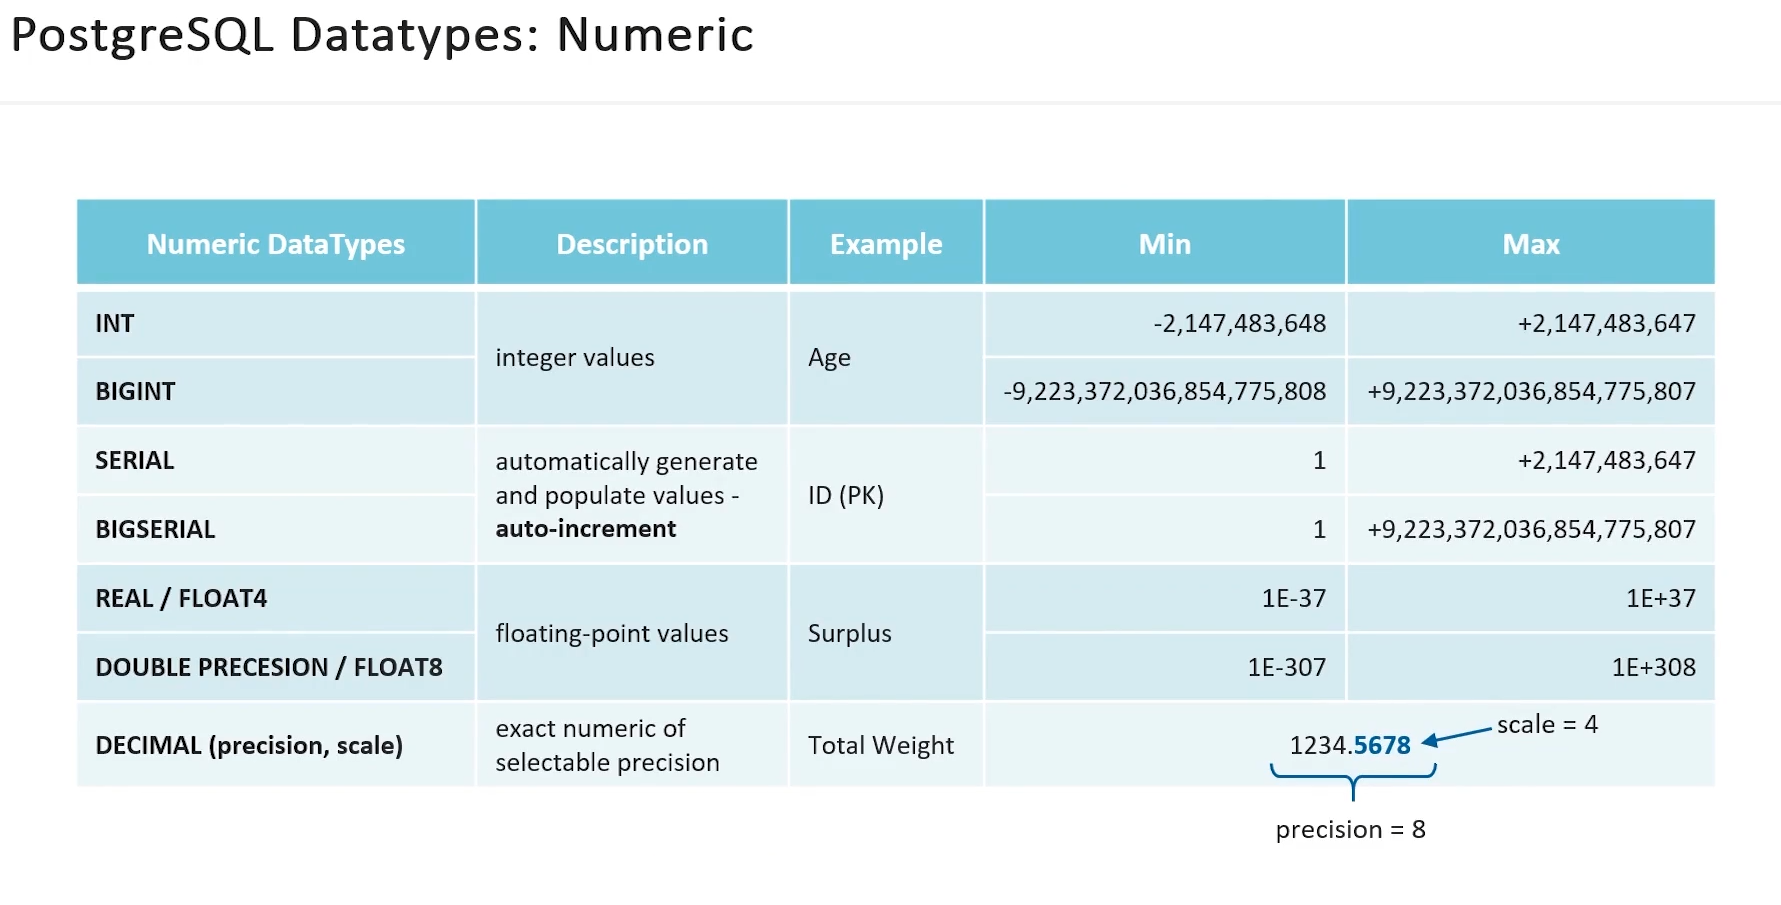 PostgreSQL Datatypes: Numeric
Numeric DataTypes
Description
Example
Min
Max
INT
integer values
Age
-2,147,483,648
+2,147,483,647
BIGINT
-9,223,372,036,854,775,808
+9,223,372,036,854,775,807
SERIAL
automatically generate
and populate values -
auto-increment
ID (PK)
1
+2,147,483,647
BIGSERIAL
1
+9,223,372,036,854,775,807
REAL / FLOAT4
floating-point values
Surplus
1E-37
1E+37
DOUBLE PRECESION / FLOAT8
1E-307
1E+308
DECIMAL (precision, scale)
exact numeric of
selectable precision
Total Weight
1234.5678
scale = 4
precision = 8